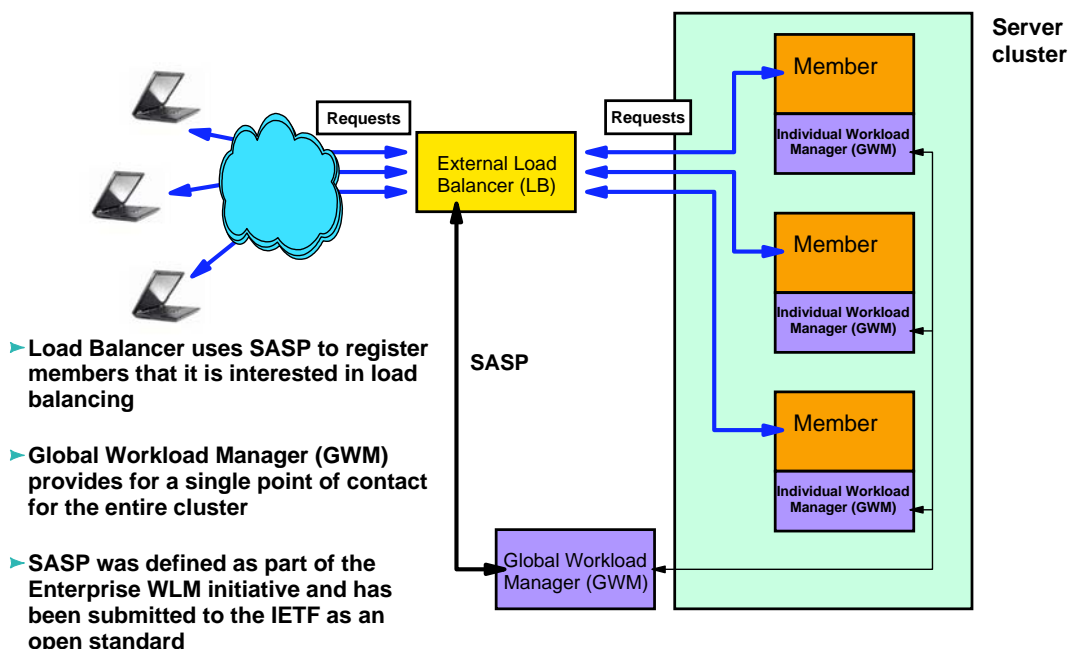 Server
cluster
Requests
Requests
External Load
Balancer (LB)
Member
Individual Workload
Manager (GWM)
Member
Individual Workload
Manager (GWM)
Member
Individual Workload
Manager (GWM)
SASP
Global Workload
Manager (GWM)
Load Balancer uses SASP to register
members that it is interested in load
balancing
Global Workload Manager (GWM)
provides for a single point of contact
for the entire cluster
SASP was defined as part of the
Enterprise WLM initiative and has
been submitted to the IETF as an
open standard